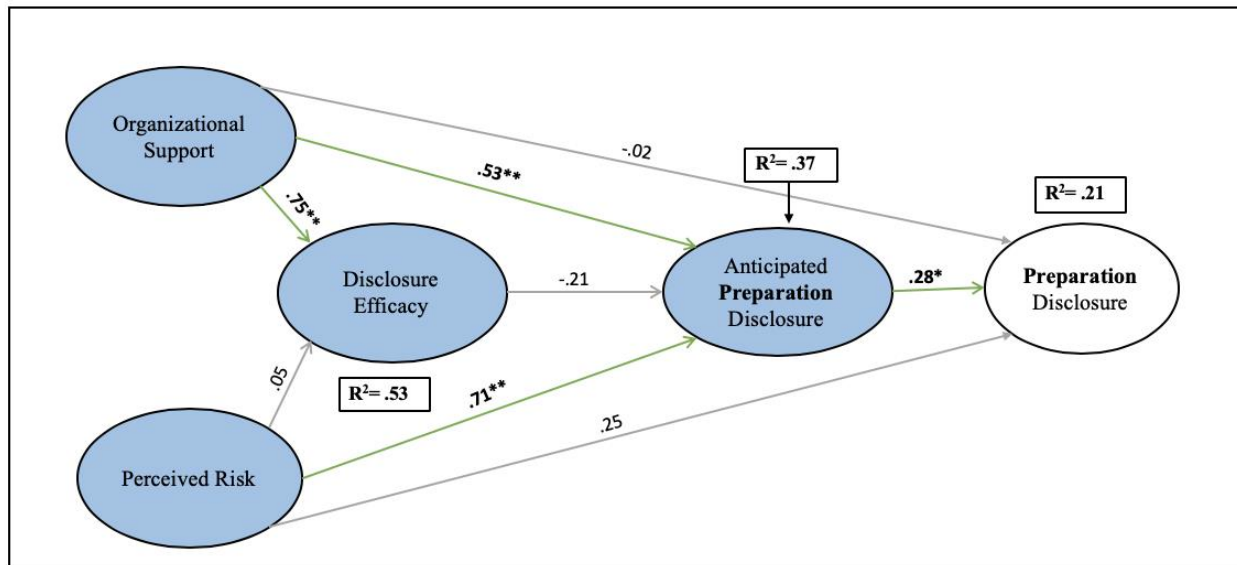 Organizational
Support
-.02
.53**
R²= .37
R²= .21
.75**
Disclosure
Efficacy
-.21
Anticipated
Preparation
Disclosure
.28*
Preparation
Disclosure
.05
R²= .53
.71**
.25
Perceived Risk